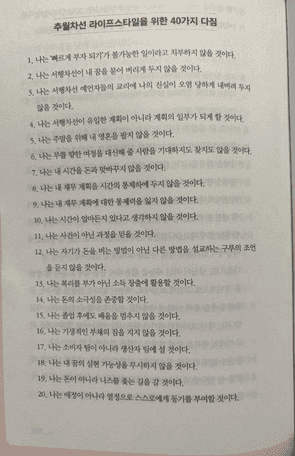 추월차선 라이프스타일을 위한 40가지 다짐
1. 나는 '빠르게 부자 되기'가 불가능한 일이라고 치부하지 않을 것이다.
2. 나는 서행차선이 내 꿈을 묻어 버리게 두지 않을 것이다.
3. 나는 서행차선 예언자들의 교리에 나의 진실이 오염 당하게 내버려 두지
않을 것이다.
4. 나는 서행차선이 유일한 계획이 아니라 계획의 일부가 되게 할 것이다.
5. 나는 주말을 위해 내 영혼을 팔지 않을 것이다.
6. 나는 부를 향한 여정을 대신해 줄 사람을 기대하지도 찾지도 않을 것이다.
7. 나는 내 시간을 돈과 맞바꾸지 않을 것이다.
8. 나는 내 재무 계획을 시간의 통제하에 두지 않을 것이다.
9. 나는 내 재무 계획에 대한 통제력을 잃지 않을 것이다.
10. 나는 시간이 얼마든지 있다고 생각하지 않을 것이다.
11. 나는 사건이 아닌 과정을 믿을 것이다.
12. 나는 자기가 돈을 버는 방법이 아닌 다른 방법을 설교하는 구루의 조언
을 듣지 않을 것이다.
13. 나는 복리를 부가 아닌 소득 창출에 활용할 것이다.
14. 나는 돈의 소극성을 존중할 것이다.
15. 나는 졸업 후에도 배움을 멈추지 않을 것이다.
16. 나는 기생적인 부채의 짐을 지지 않을 것이다.
17. 나는 소비자 팀이 아니라 생산자 팀에 설 것이다.
18. 나는 내 꿈의 실현 가능성을 무시하지 않을 것이다.
19. 나는 돈이 아니라 니즈를 좇는 길을 갈 것이다.
20. 나는 애정이 아니라 열정으로 스스로에게 동기를 부여할 것이다.